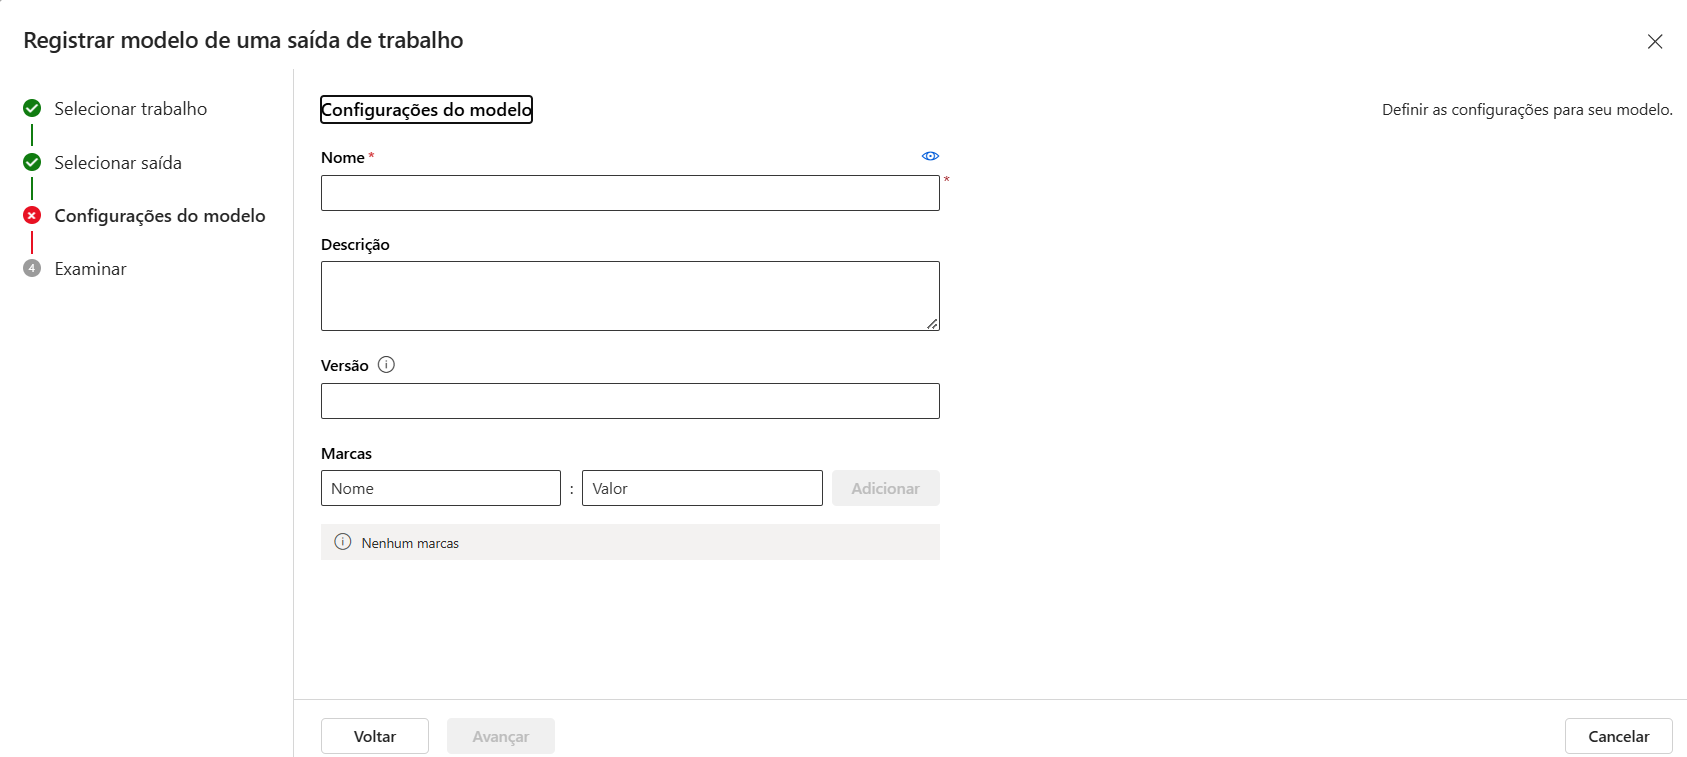 Registrar modelo de uma saída de trabalho
Selecionar trabalho
Selecionar saída
Configurações do modelo
4 Examinar
Configurações do modelo
Definir as configurações para seu modelo.
Nome *
*
Descrição
Versão
Marcas
Nome : Valor Adicionar
Nenhum marcas
Voltar Avançar Cancelar